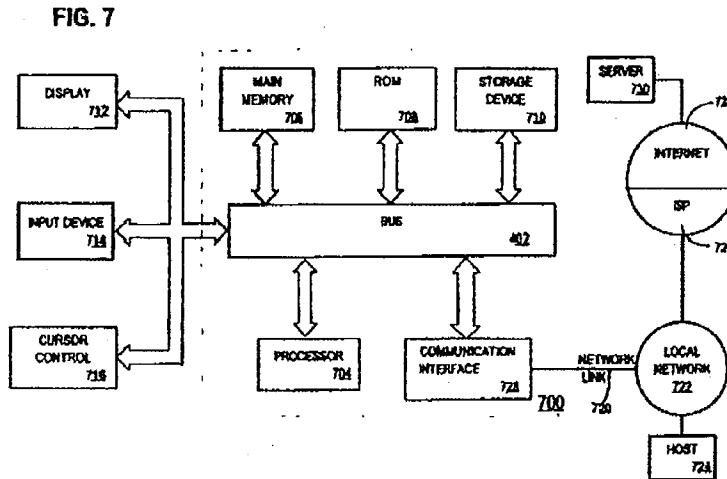 FIG. 7
DISPLAY
712
MAIN
MEMORY
706
ROM
708
STORAGE
DEVICE
710
SERVER
730
INTERNET
ISP
INPUT DEVICE
714
BUS
402
CURSOR
CONTROL
716
PROCESSOR
704
COMMUNICATION
INTERFACE
NETWORK
LINK
720
700
LOCAL
NETWORK
722
HOST
724